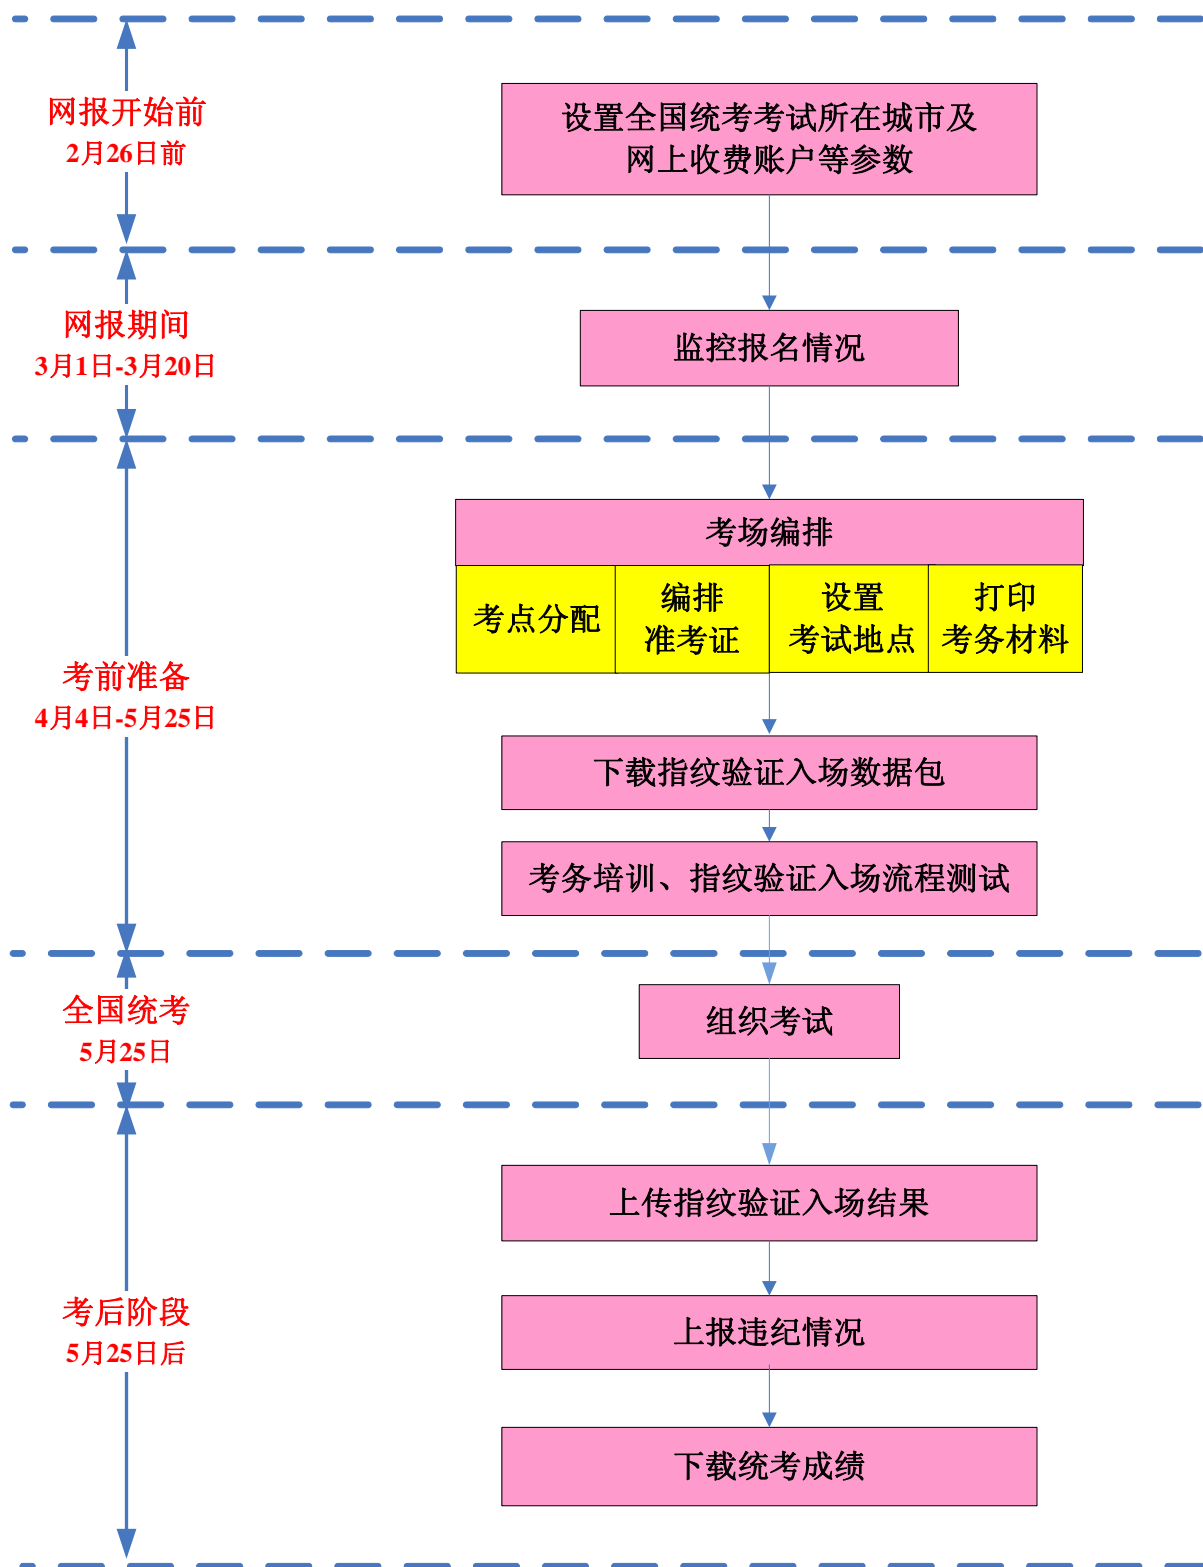 网报开始前
2月26日前
设置全国统考考试所在城市及
网上收费账户等参数
网报期间
3月1日-3月20日
监控报名情况
考前准备
4月4日-5月25日
考场编排
考点分配
编排
准考证
设置
考试地点
打印
考务材料
下载指纹验证入场数据包
考务培训、指纹验证入场流程测试
全国统考
5月25日
组织考试
考后阶段
5月25日后
上传指纹验证入场结果
上报违纪情况
下载统考成绩